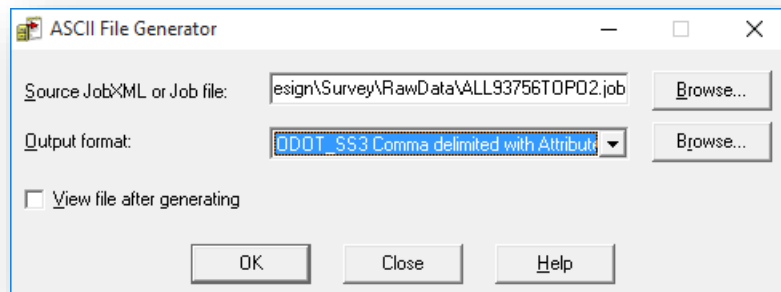 ASCII File Generator
Source JobXML or Job file: esign\Survey\RawData\ALL93756TOPO2.job Browse...
Output format: ODOT_SS3 Comma delimited with Attribute Browse...
View file after generating
OK Close Help